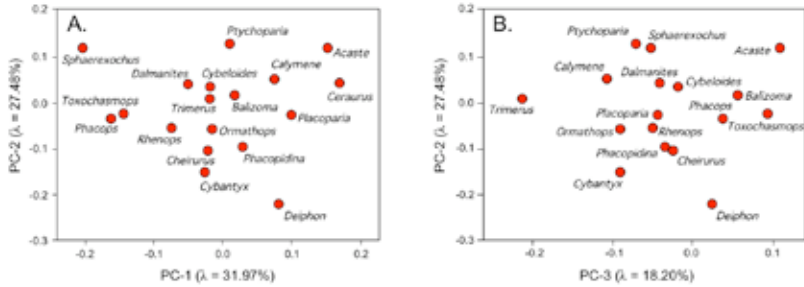 A.
Ptychoparia
Sphaerexochus
Acaste
Dalmanites
Cybeloides
Calymene
Toxochasmops
Trimerus
Balizoma
Ceraurus
Placoparia
Phacops
Rhenops
Ormathops
Cheirurus
Phacopidina
Cybantyx
Deiphon
0.2
0.1
0.0
-0.1
-0.2
-0.3
-0.2
-0.1
0.0
0.1
0.2
PC-2 (λ = 27.48%)
PC-1 (λ = 31.97%)
B.
Ptychoparia
Sphaerexochus
Acaste
Calymene
Dalmanites
Cybeloides
Balizoma
Trimerus
Placoparia
Phacops
Toxochasmops
Ormathops
Rhenops
Phacopidina
Cheirurus
Cybantyx
Deiphon
0.2
0.1
0.0
-0.1
-0.2
-0.3
-0.2
-0.1
0.0
0.1
PC-2 (λ = 27.48%)
PC-3 (λ = 18.20%)